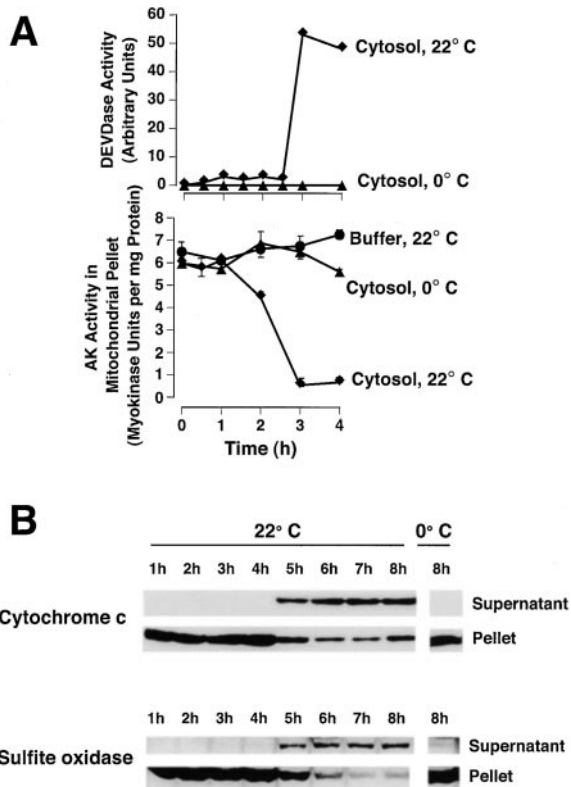 A
DEVDase Activity
(Arbitrary Units)
60
50
40
30
20
10
0
Cytosol, 22° C
Cytosol, 0° C
AK Activity in
Mitochondrial Pellet
(Myokinase Units per mg Protein)
8
7
6
5
4
3
2
1
0
Buffer, 22° C
Cytosol, 0° C
Cytosol, 22° C
0 1 2 3 4
Time (h)
B
22° C 0° C
1h 2h 3h 4h 5h 6h 7h 8h 8h
Supernatant
Cytochrome c
Pellet
1h 2h 3h 4h 5h 6h 7h 8h 8h
Supernatant
Sulfite oxidase
Pellet